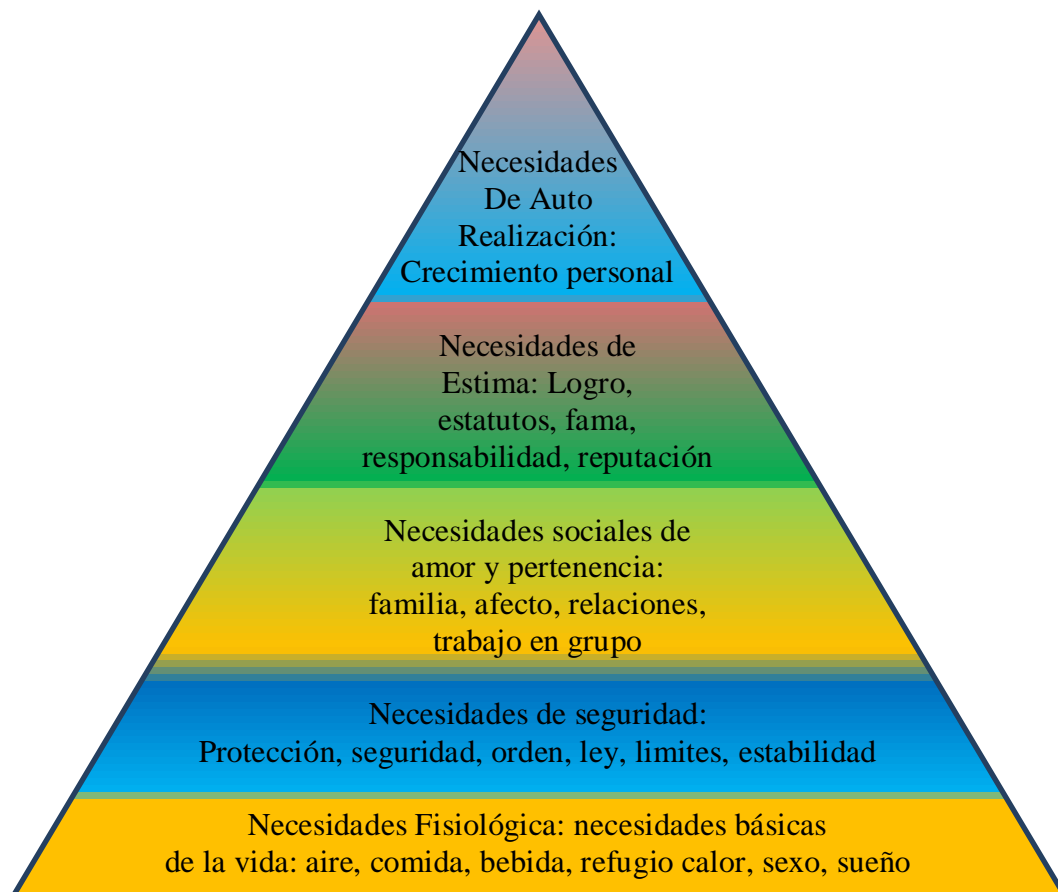 Necesidades
De Auto
Realización:
Crecimiento personal
Necesidades de
Estima: Logro,
estatutos, fama,
responsabilidad, reputación
Necesidades sociales de
amor y pertenencia:
familia, afecto, relaciones,
trabajo en grupo
Necesidades de seguridad:
Protección, seguridad, orden, ley, limites, estabilidad
Necesidades Fisiológica: necesidades básicas
de la vida: aire, comida, bebida, refugio calor, sexo, sueño